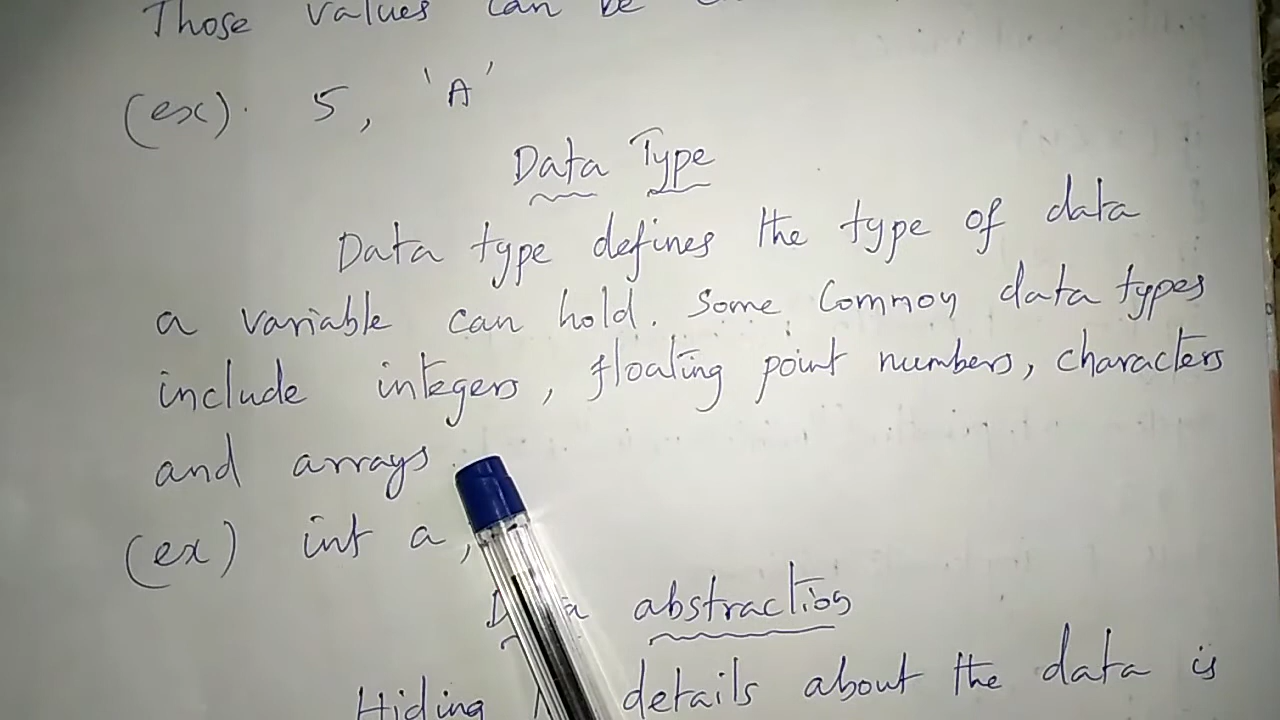 Those values can be
(ex). 5, 'A'
Data Type
Data type defines the type of data
a variable can hold. Some Common data types
include integers, floating point numbers, characters
and arrays
(ex) int a,
abstraction
Hiding details about the data is